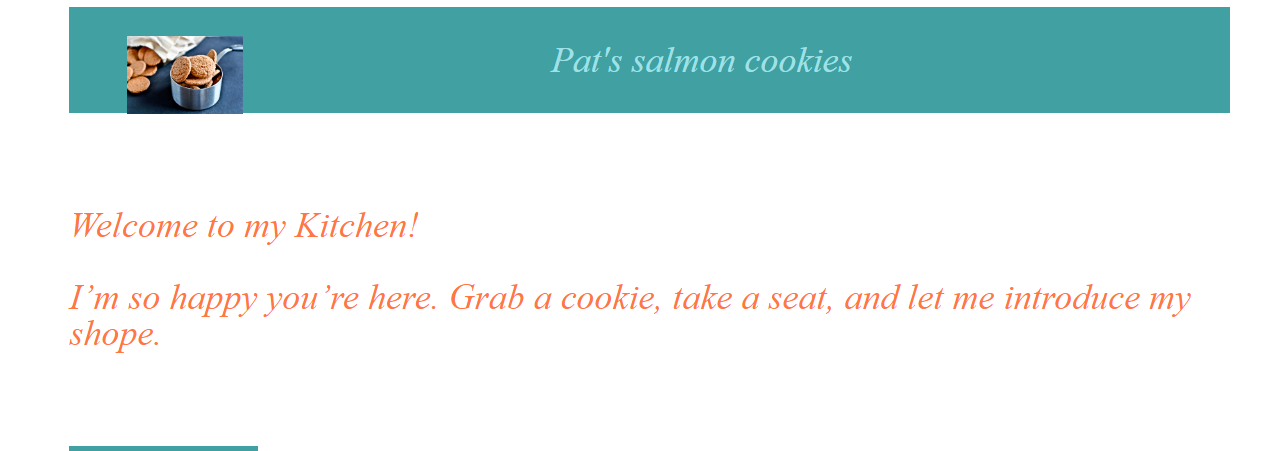 Pat's salmon cookies
Welcome to my Kitchen!
I’m so happy you’re here. Grab a cookie, take a seat, and let me introduce my
shope.